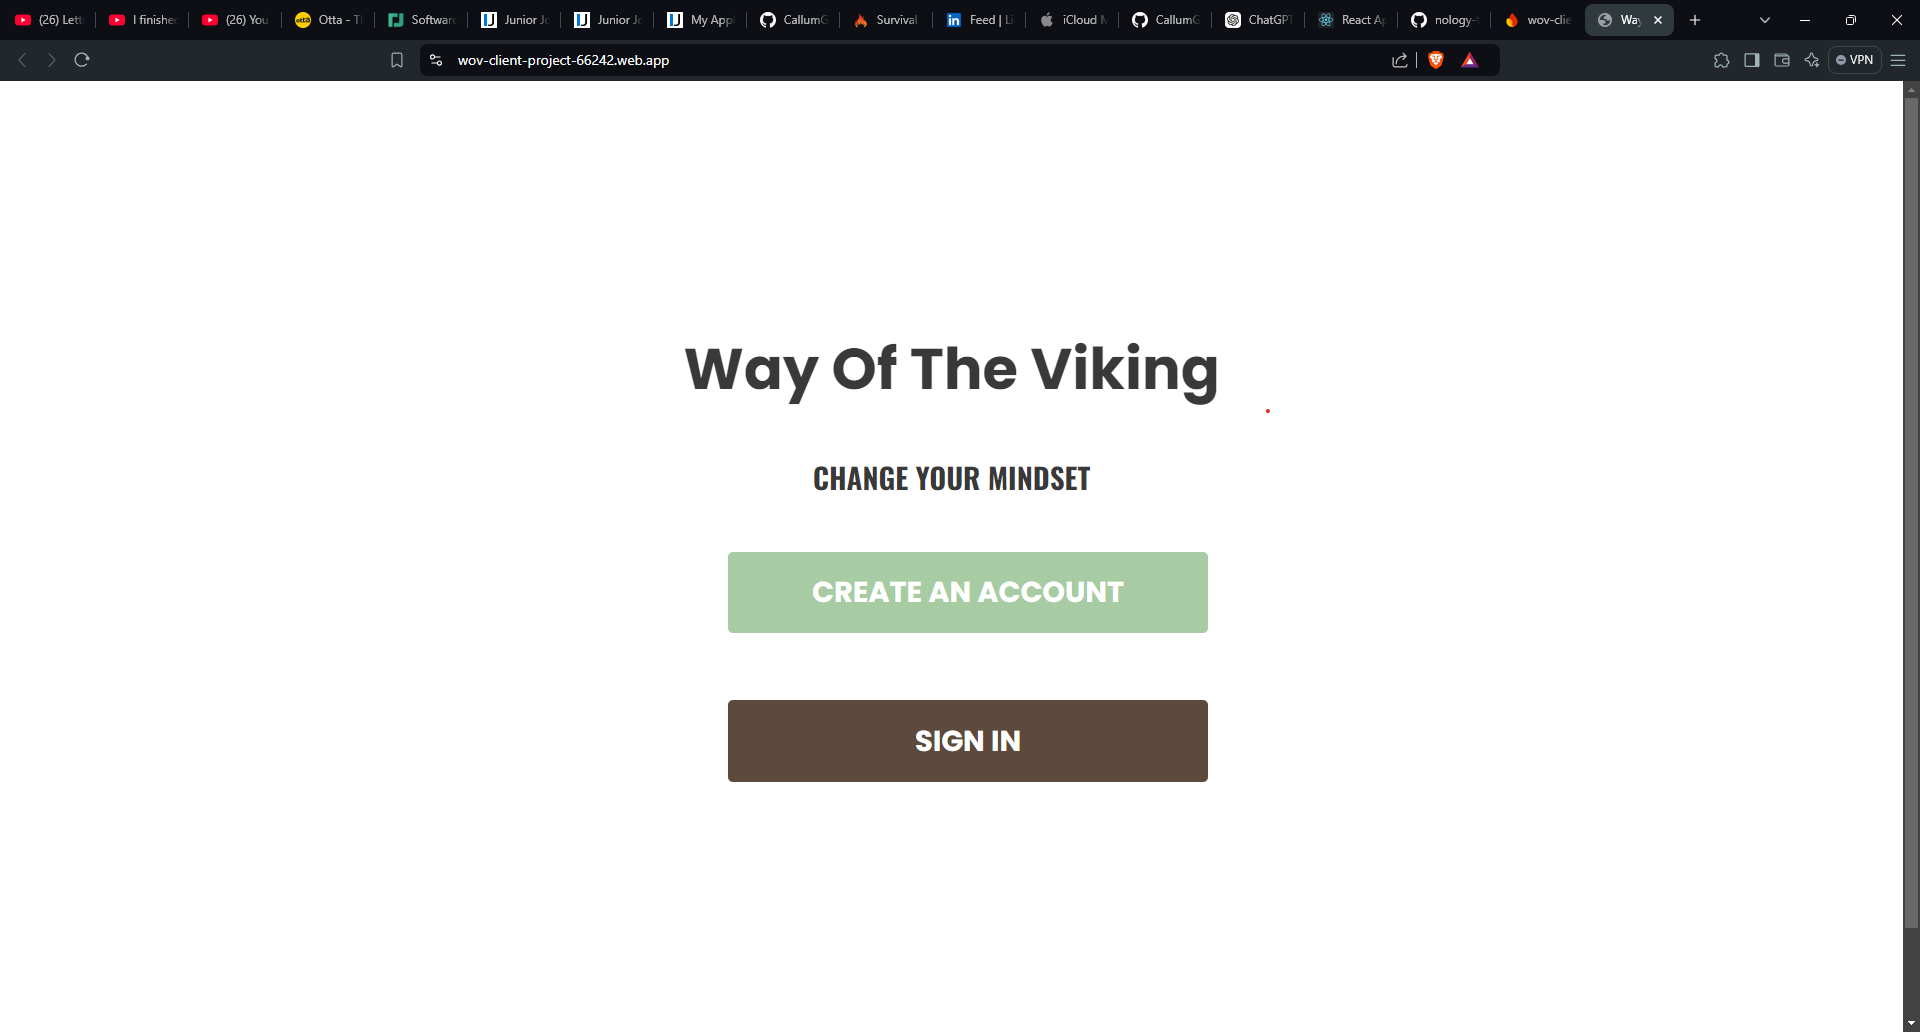 (26) Lett
I finishe
(26) You
Otta - T
Software
Junior Jo
Junior Jo
My Appl
CallumG
Survival
Feed | Li
iCloud M
CallumG
ChatGPT
React Ap
nology-
wov-clie
Way
wov-client-project-66242.web.app
VPN
Way Of The Viking
CHANGE YOUR MINDSET
CREATE AN ACCOUNT
SIGN IN